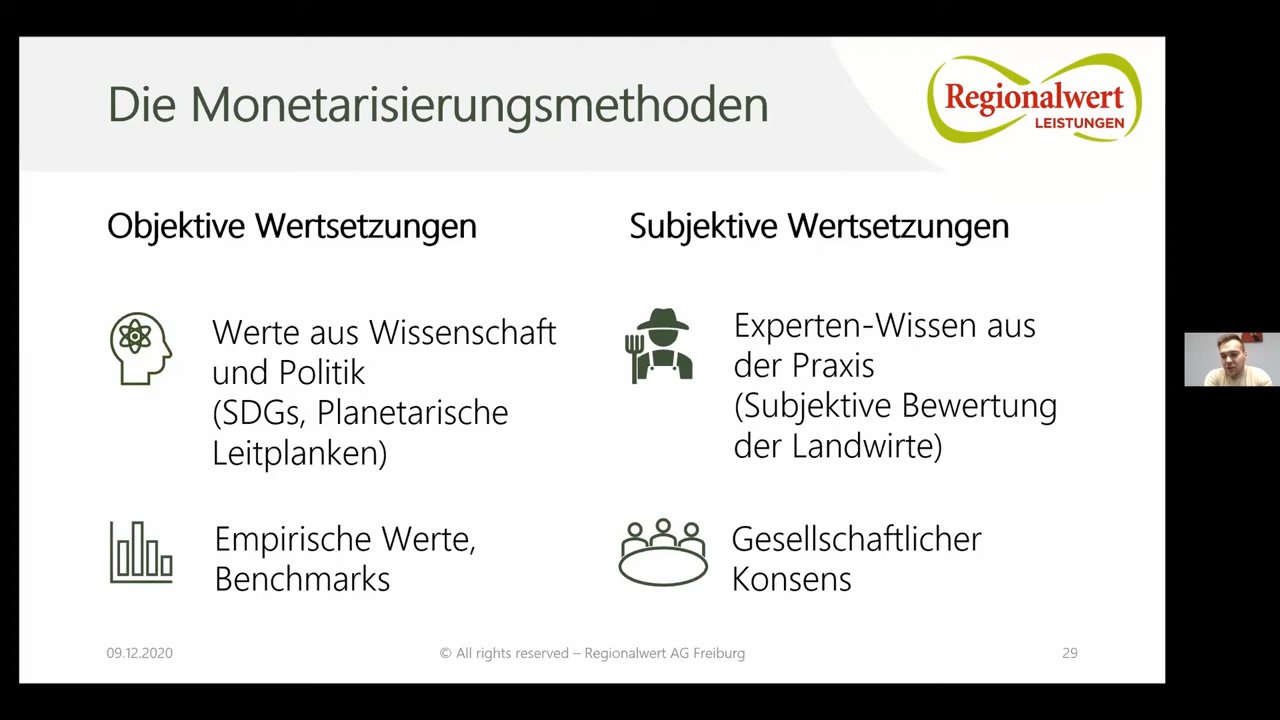 Die Monetarisierungsmethoden
Regionalwert
LEISTUNGEN
Objektive Wertsetzungen
Werte aus Wissenschaft
und Politik
(SDGs, Planetarische
Leitplanken)
Empirische Werte,
Benchmarks
Subjektive Wertsetzungen
Experten-Wissen aus
der Praxis
(Subjektive Bewertung
der Landwirte)
Gesellschaftlicher
Konsens
09.12.2020
© All rights reserved – Regionalwert AG Freiburg
29